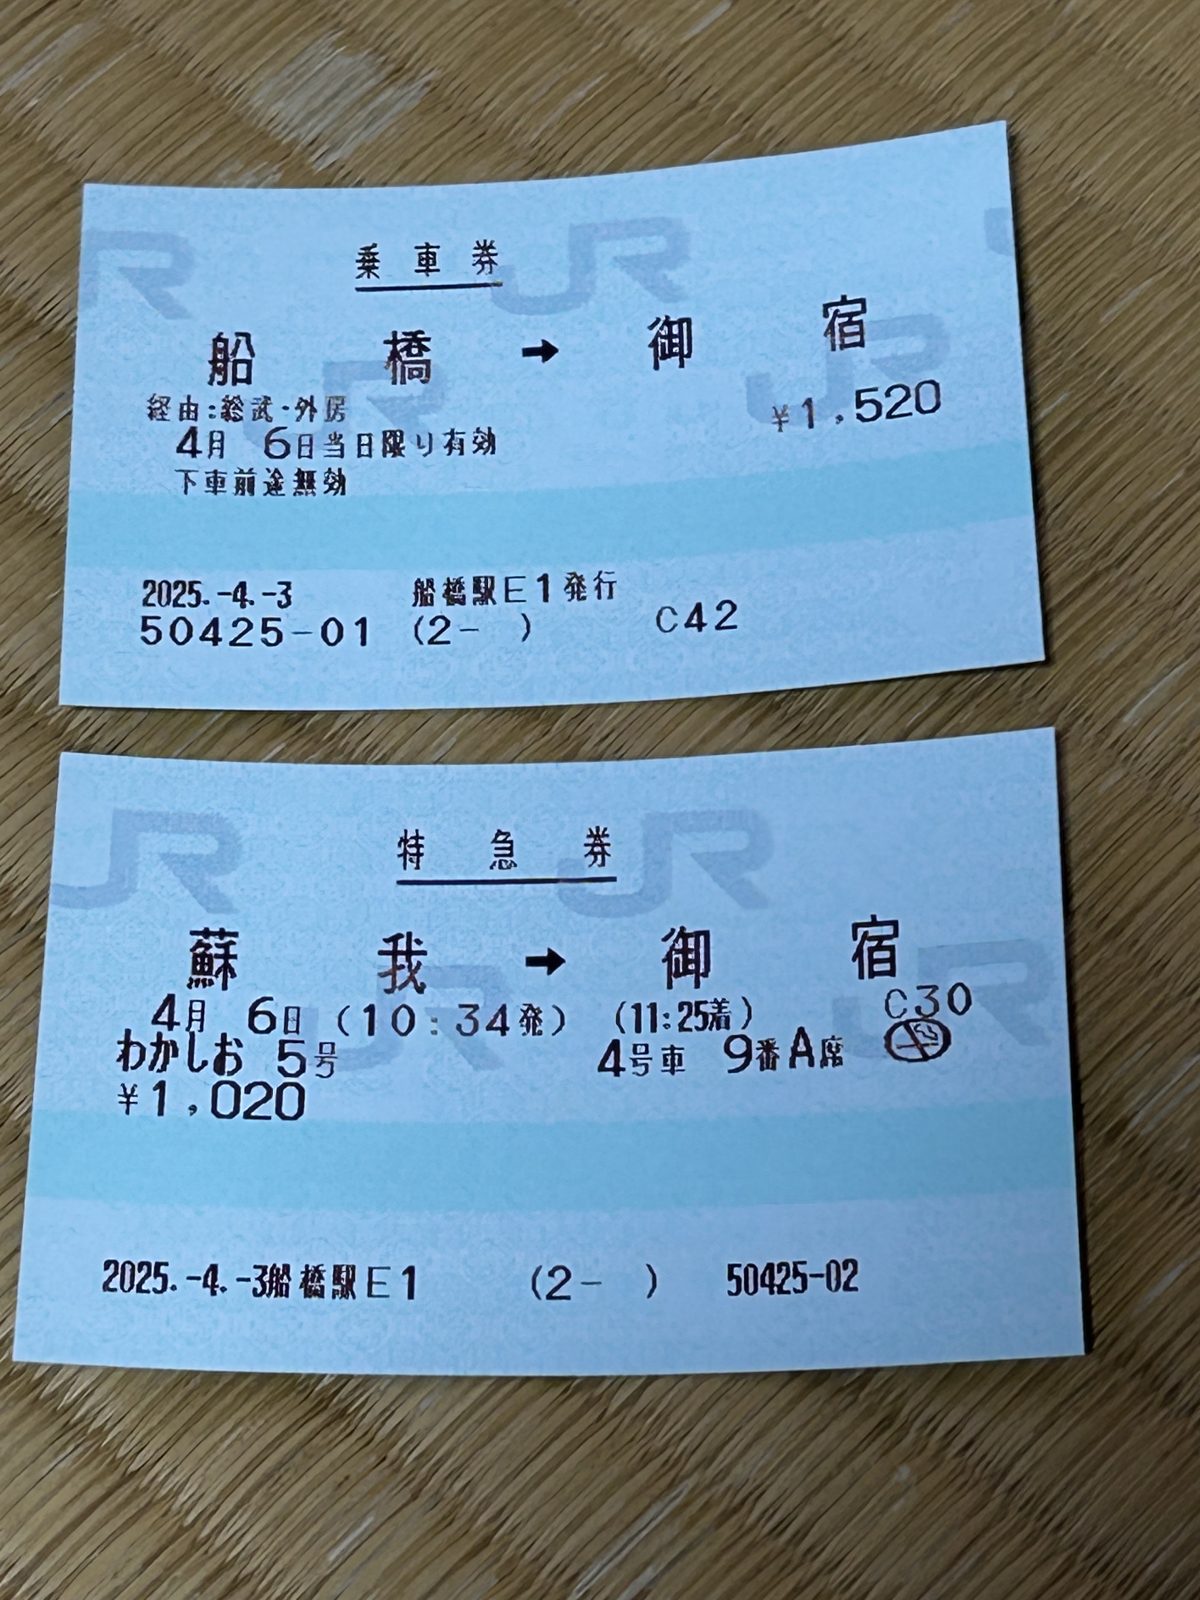 乗車券
船橋 → 御宿
経由:総武・外房
¥1,520
4月 6日当日限り有効
下車前途無効
2025.-4.-3 船橋駅E1発行
50425-01 (2- ) C42
特急券
蘇我 → 御宿
4月 6日 (10:34発) (11:25着) C30
わかしお 5号 4号車 9番A席
¥1,020
2025.-4.-3船橋駅E1 (2- ) 50425-02